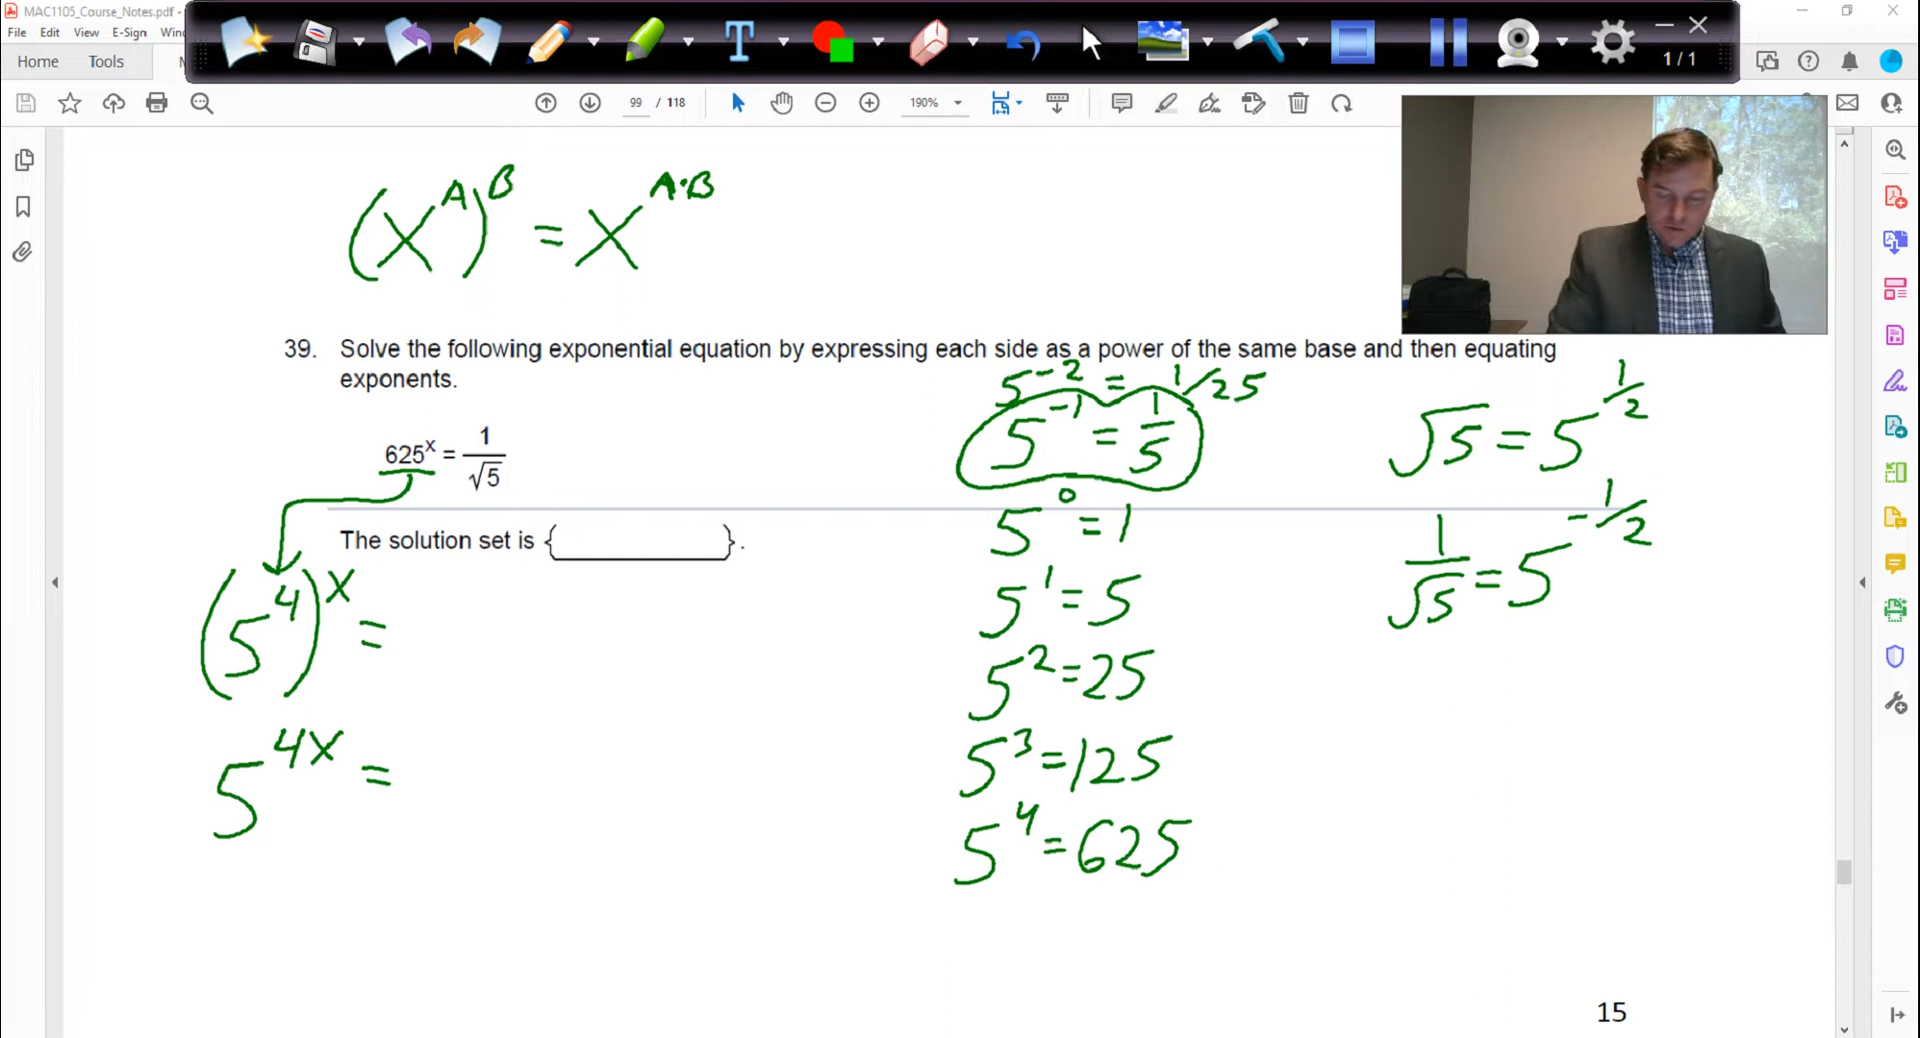 MAC1105_Course_Notes.pdf -
File Edit View E-Sign Wind
1 / 1
Home Tools
99 / 118 190%
(X^A)^B = X^{A·B}
39. Solve the following exponential equation by expressing each side as a power of the same base and then equating
exponents.
625^x = 1/√5
The solution set is { }.
(5^4)^X =
5^{4X} =
5^{-2} = 1/25
5^{-1} = 1/5
5^0 = 1
5^1 = 5
5^2 = 25
5^3 = 125
5^4 = 625
√5 = 5^{1/2}
1/√5 = 5^{-1/2}
15